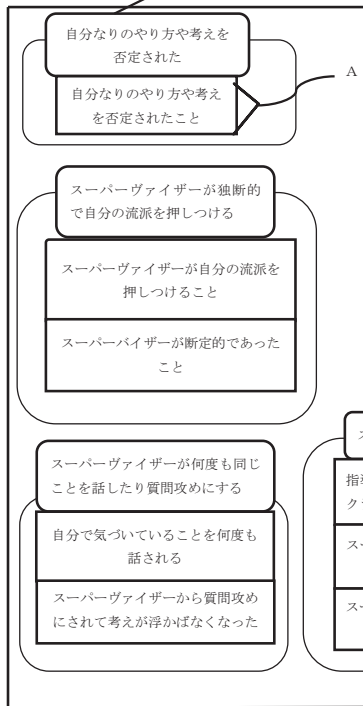 自分なりのやり方や考えを
否定された
自分なりのやり方や考え
を否定されたこと
A
スーパーヴァイザーが独断的
で自分の流派を押しつける
スーパーヴァイザーが自分の流派を
押しつけること
スーパーバイザーが断定的であった
こと
スーパーヴァイザーが何度も同じ
ことを話したり質問攻めにする
自分で気づいていることを何度も
話される
スーパーヴァイザーから質問攻め
にされて考えが浮かばなくなった